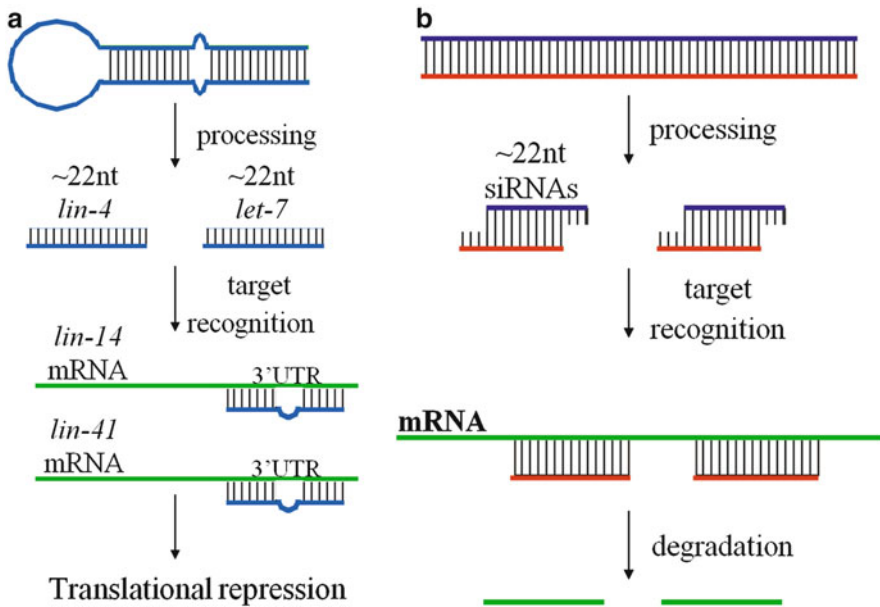 a
processing
~22nt ~22nt
lin-4 let-7
target
recognition
lin-14
mRNA 3'UTR
lin-41
mRNA 3'UTR
Translational repression
b
processing
~22nt
siRNAs
target
recognition
mRNA
degradation